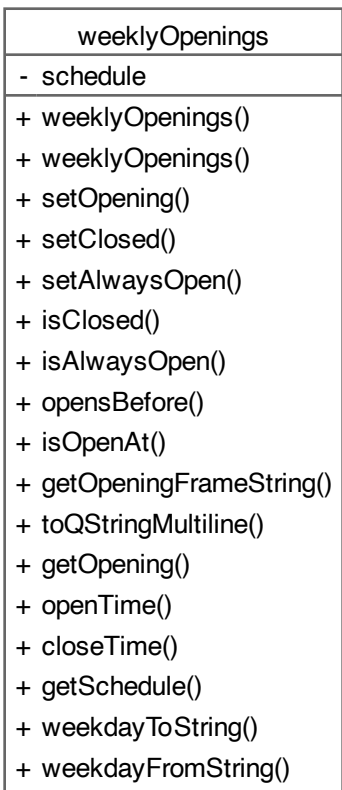 weeklyOpenings
- schedule
+ weeklyOpenings()
+ weeklyOpenings()
+ setOpening()
+ setClosed()
+ setAlwaysOpen()
+ isClosed()
+ isAlwaysOpen()
+ opensBefore()
+ isOpenAt()
+ getOpeningFrameString()
+ toQStringMultiline()
+ getOpening()
+ openTime()
+ closeTime()
+ getSchedule()
+ weekdayToString()
+ weekdayFromString()